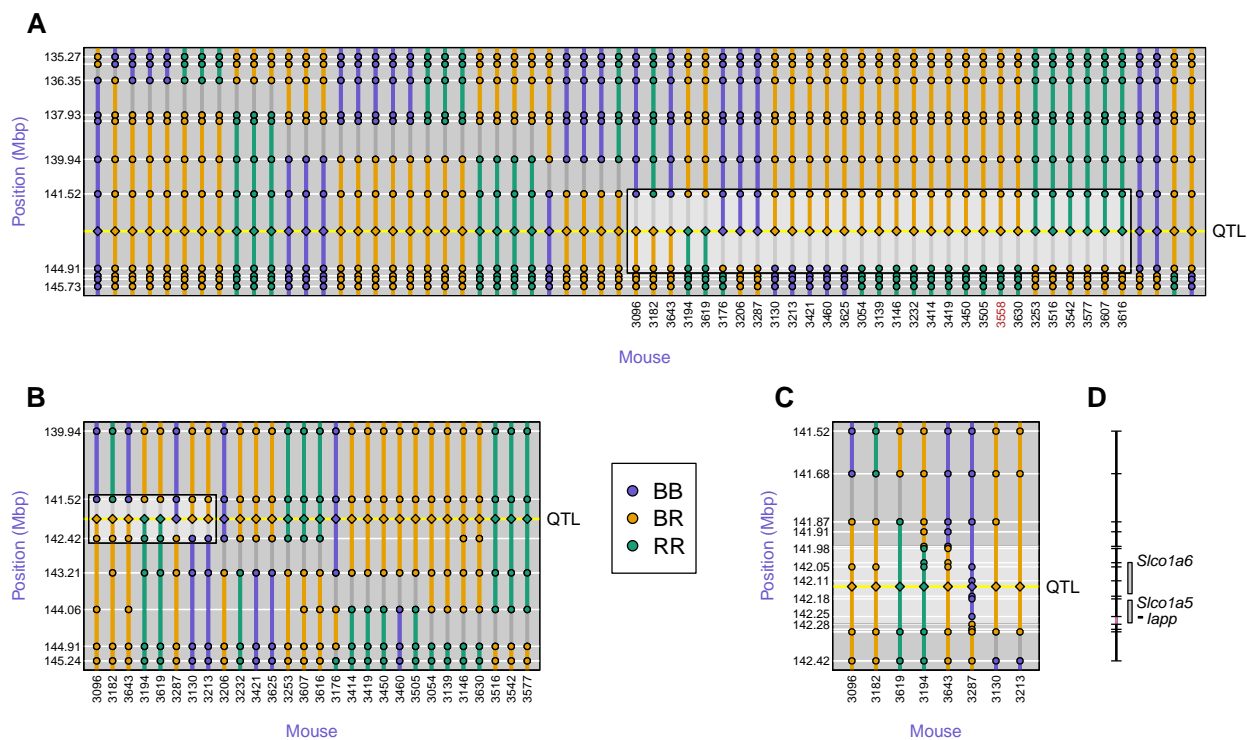 A
135.27
136.35
137.93
139.94
141.52
144.91
145.73
Position (Mbp)
QTL
3096 3182 3643 3194 3619 3176 3206 3287 3130 3213 3421 3460 3625 3054 3139 3146 3232 3414 3419 3450 3505 3558 3630 3253 3516 3542 3577 3607 3616
Mouse
B
139.94
141.52
142.42
143.21
144.06
144.91
145.24
Position (Mbp)
QTL
3096 3182 3643 3194 3619 3287 3130 3213 3206 3232 3421 3625 3253 3607 3616 3176 3414 3419 3450 3460 3505 3054 3139 3146 3630 3516 3542 3577
Mouse
BB
BR
RR
C
141.52
141.68
141.87
141.91
141.98
142.05
142.11
142.18
142.25
142.28
142.42
Position (Mbp)
QTL
3096 3182 3619 3194 3643 3287 3130 3213
Mouse
D
Slco1a6
Slco1a5
Iapp